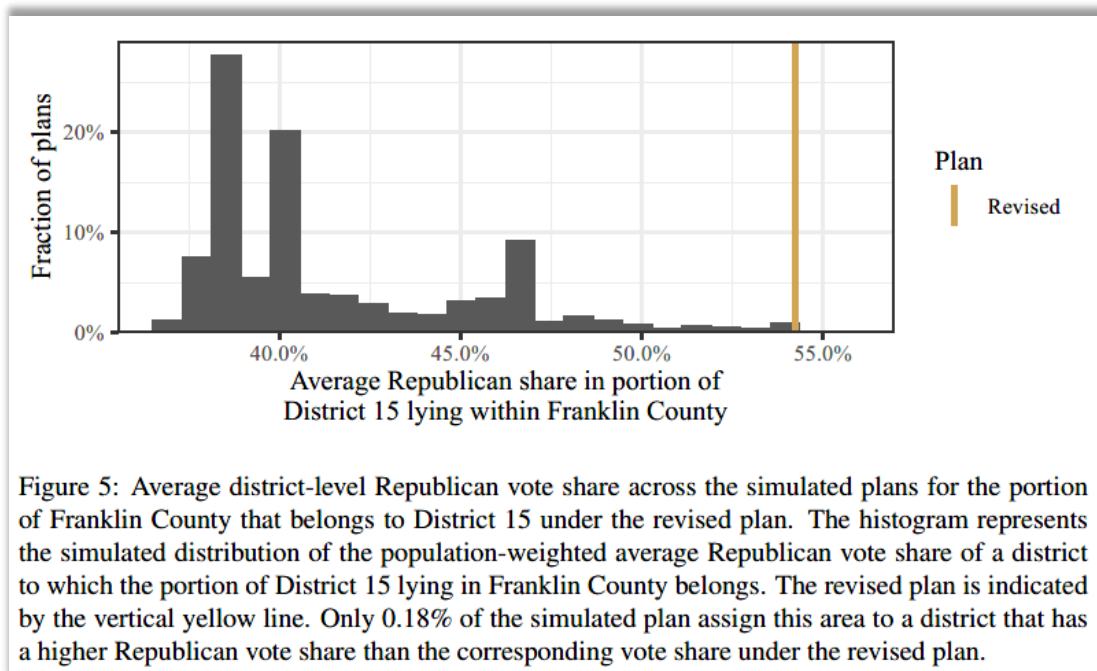 Fraction of plans
20%
10%
0%
40.0%
45.0%
50.0%
55.0%
Average Republican share in portion of
District 15 lying within Franklin County
Plan
Revised
Figure 5: Average district-level Republican vote share across the simulated plans for the portion
of Franklin County that belongs to District 15 under the revised plan. The histogram represents
the simulated distribution of the population-weighted average Republican vote share of a district
to which the portion of District 15 lying in Franklin County belongs. The revised plan is indicated
by the vertical yellow line. Only 0.18% of the simulated plan assign this area to a district that has
a higher Republican vote share than the corresponding vote share under the revised plan.